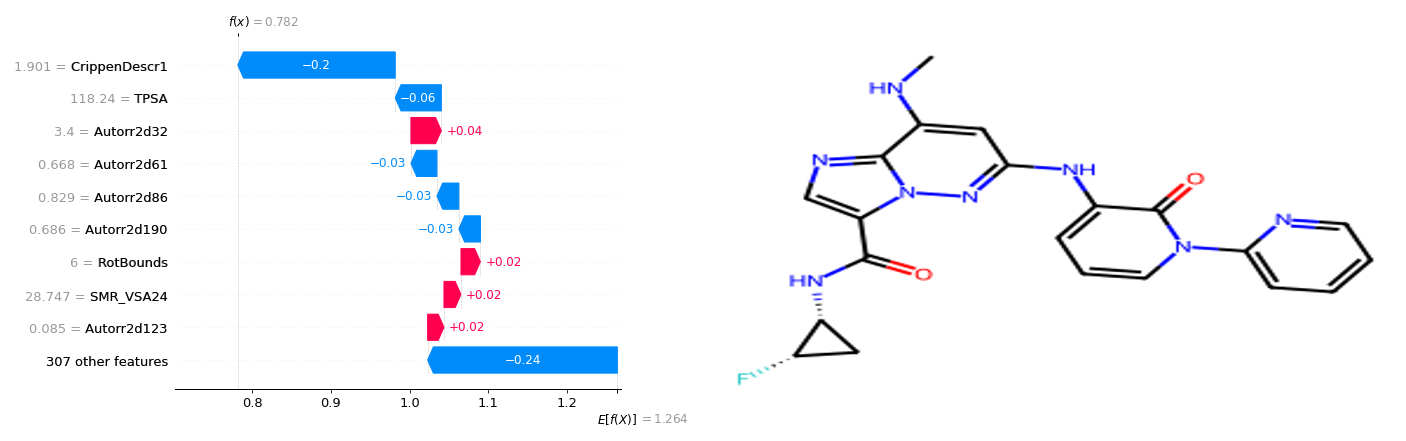 f(x) = 0.782
1.901 = CrippenDescr1
−0.2
118.24 = TPSA
−0.06
3.4 = Autorr2d32
+0.04
0.668 = Autorr2d61
−0.03
0.829 = Autorr2d86
−0.03
0.686 = Autorr2d190
−0.03
6 = RotBounds
+0.02
28.747 = SMR_VSA24
+0.02
0.085 = Autorr2d123
+0.02
307 other features
−0.24
0.8 0.9 1.0 1.1 1.2
E[f(X)] = 1.264
HN
N
N
N
NH
O
N
N
O
HN
F